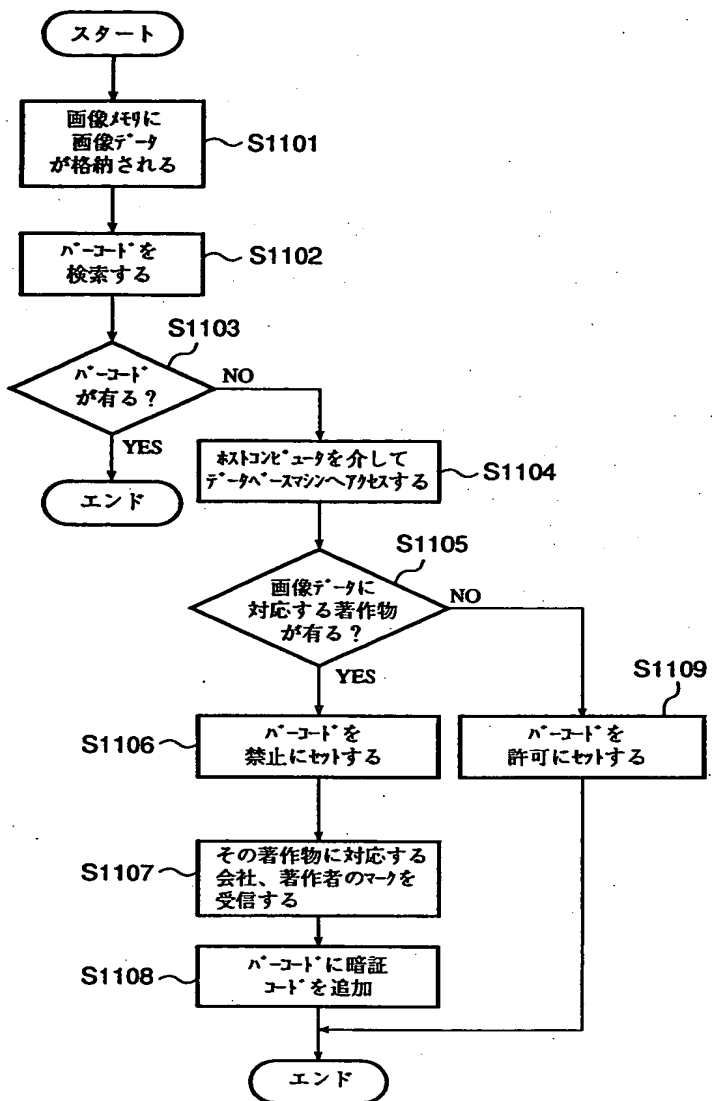 スタート
画像ﾒﾓﾘに
画像ﾃﾞｰﾀ
が格納される
S1101
ﾊﾞｰｺｰﾄﾞを
検索する
S1102
S1103
ﾊﾞｰｺｰﾄﾞ
が有る？
NO
YES
エンド
ﾎｽﾄｺﾝﾋﾟｭｰﾀを介して
ﾃﾞｰﾀﾍﾞｰｽﾏｼﾝへｱｸｾｽする
S1104
S1105
画像ﾃﾞｰﾀに
対応する著作物
が有る？
NO
YES
S1109
S1106
ﾊﾞｰｺｰﾄﾞを
禁止にｾｯﾄする
ﾊﾞｰｺｰﾄﾞを
許可にｾｯﾄする
S1107
その著作物に対応する
会社、著作者のﾏｰｸを
受信する
S1108
ﾊﾞｰｺｰﾄﾞに暗証
ｺｰﾄﾞを追加
エンド